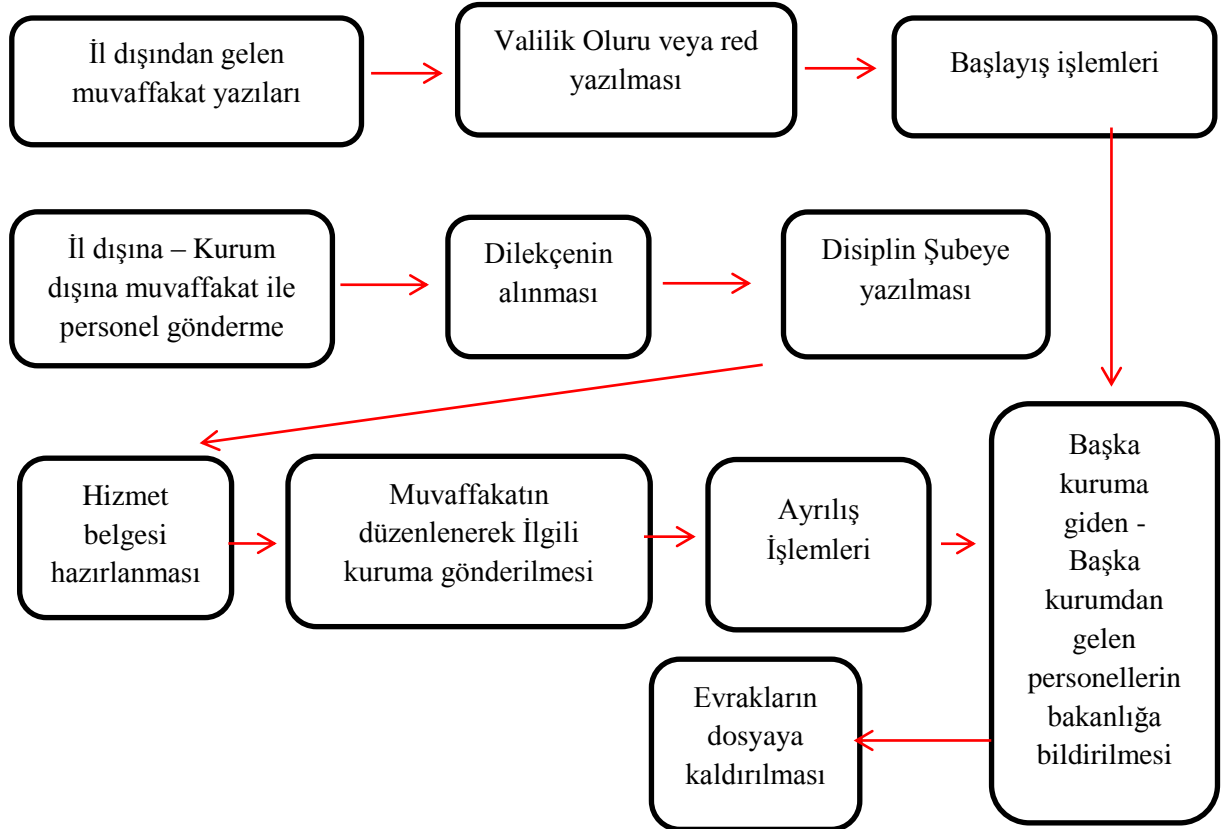 İl dışından gelen
muvaffakat yazıları
Valilik Oluru veya red
yazılması
Başlayış işlemleri
İl dışına – Kurum
dışına muvaffakat ile
personel gönderme
Dilekçenin
alınması
Disiplin Şubeye
yazılması
Hizmet
belgesi
hazırlanması
Muvaffakatın
düzenlenerek İlgili
kuruma gönderilmesi
Ayrılış
İşlemleri
Başka
kuruma
giden -
Başka
kurumdan
gelen
personellerin
bakanlığa
bildirilmesi
Evrakların
dosyaya
kaldırılması